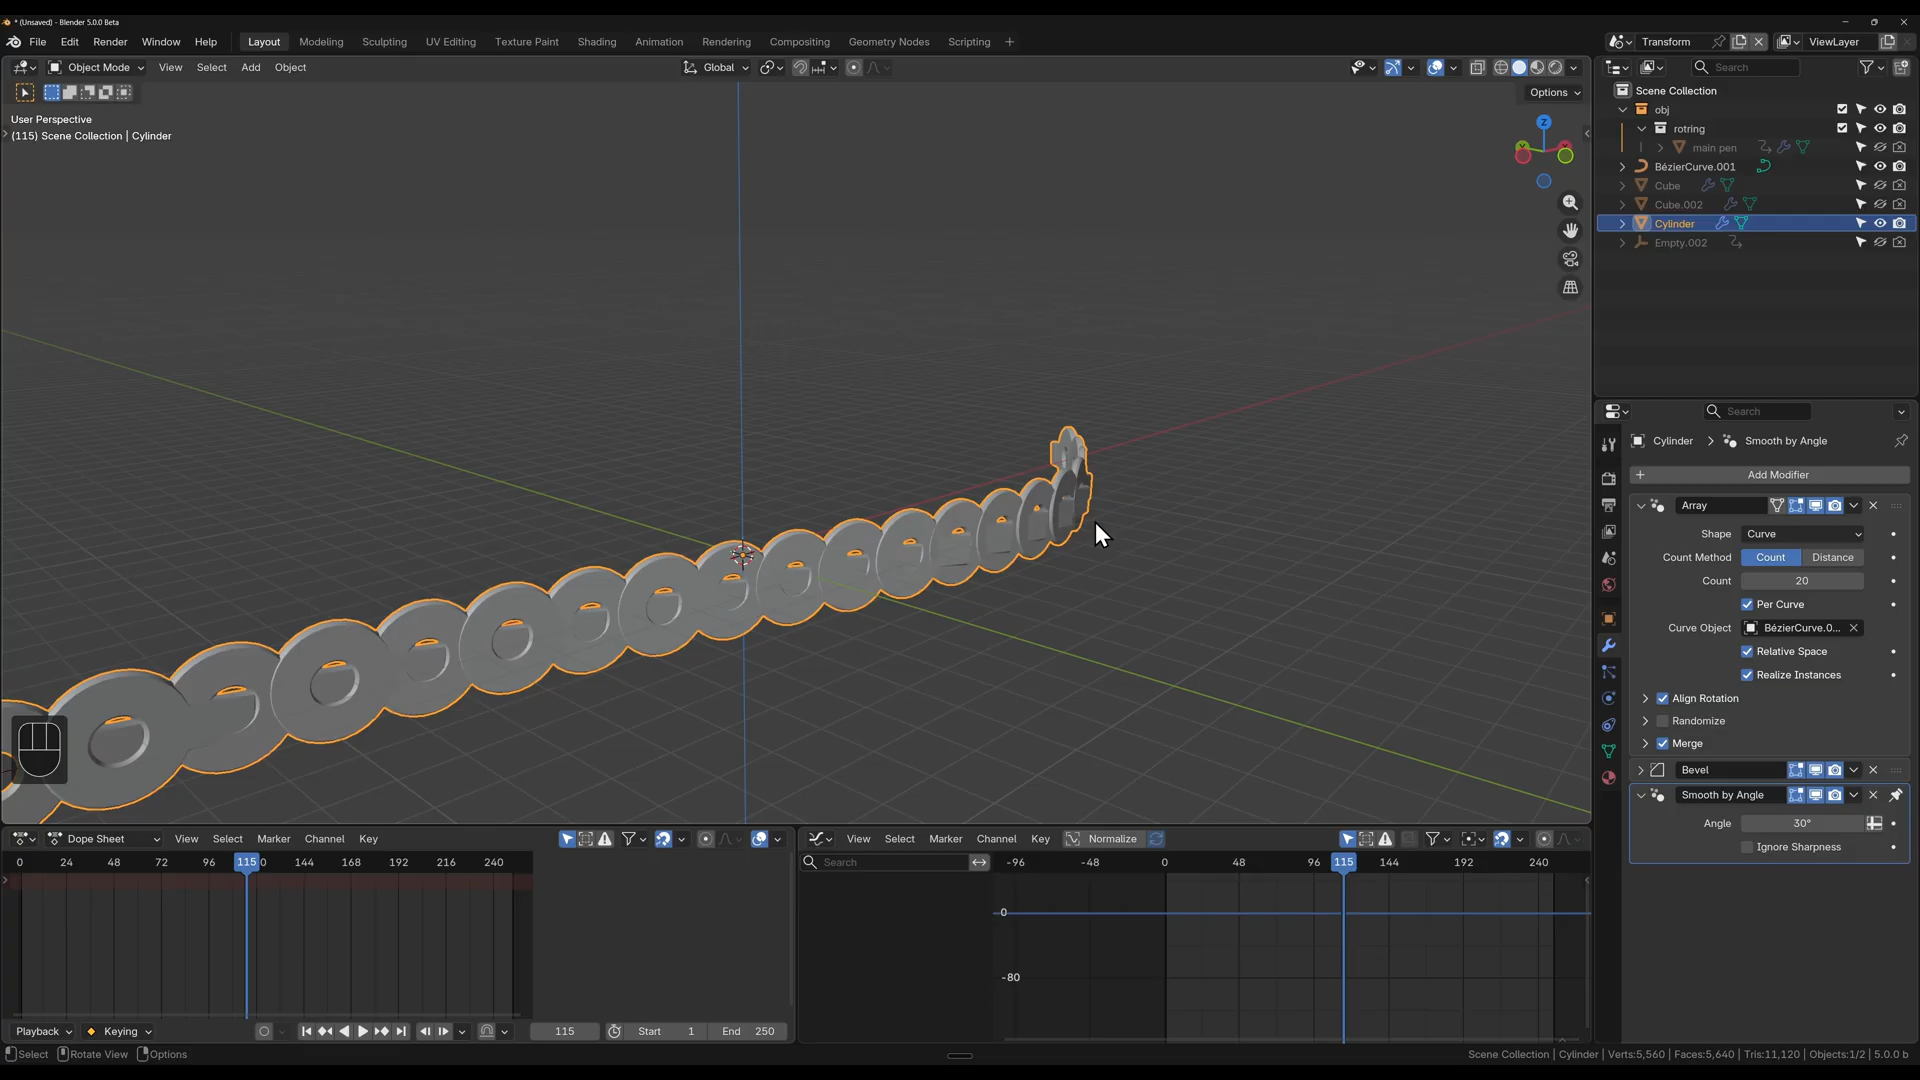 * (Unsaved) - Blender 5.0.0 Beta
File Edit Render Window Help Layout Modeling Sculpting UV Editing Texture Paint Shading Animation Rendering Compositing Geometry Nodes Scripting + Transform ViewLayer
Object Mode View Select Add Object Global Search
Options
User Perspective
(115) Scene Collection | Cylinder
Z
Scene Collection
obj
rotring
main pen
BézierCurve.001
Cube
Cube.002
Cylinder
Empty.002
Search
Cylinder > Smooth by Angle
+ Add Modifier
Array
Shape Curve
Count Method Count Distance
Count 20
Per Curve
Curve Object BézierCurve.0...
Relative Space
Realize Instances
Align Rotation
Randomize
Merge
Bevel
Smooth by Angle
Angle 30°
Ignore Sharpness
Dope Sheet View Select Marker Channel Key
0 24 48 72 96 115 0 144 168 192 216 240
Playback Keying 115 Start 1 End 250
View Select Marker Channel Key Normalize
Search -96 -48 0 48 96 115 144 192 240
0
-80
Select Rotate View Options
Scene Collection | Cylinder | Verts:5,560 | Faces:5,640 | Tris:11,120 | Objects:1/2 | 5.0.0 b